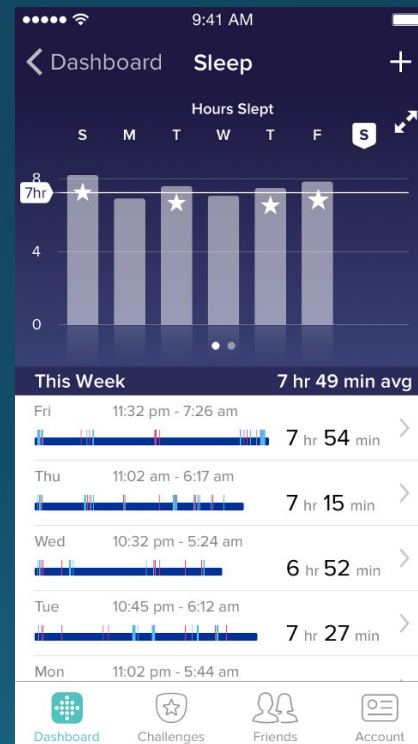 9:41 AM
Dashboard Sleep +
Hours Slept
S M T W T F S
8
7hr
4
0
This Week 7 hr 49 min avg
Fri 11:32 pm - 7:26 am
7 hr 54 min
Thu 11:02 am - 6:17 am
7 hr 15 min
Wed 10:32 pm - 5:24 am
6 hr 52 min
Tue 10:45 pm - 6:12 am
7 hr 27 min
Mon 11:02 pm - 5:44 am
Dashboard Challenges Friends Account